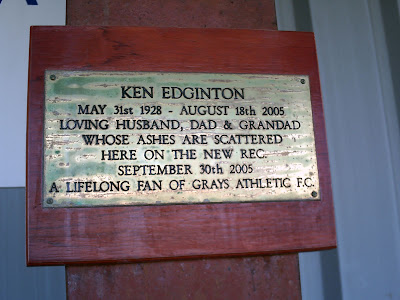 KEN EDGINTON
MAY 31st 1928 - AUGUST 18th 2005
LOVING HUSBAND, DAD & GRANDAD
WHOSE ASHES ARE SCATTERED
HERE ON THE NEW REC.
SEPTEMBER 30th 2005
A LIFELONG FAN OF GRAYS ATHLETIC F.C.